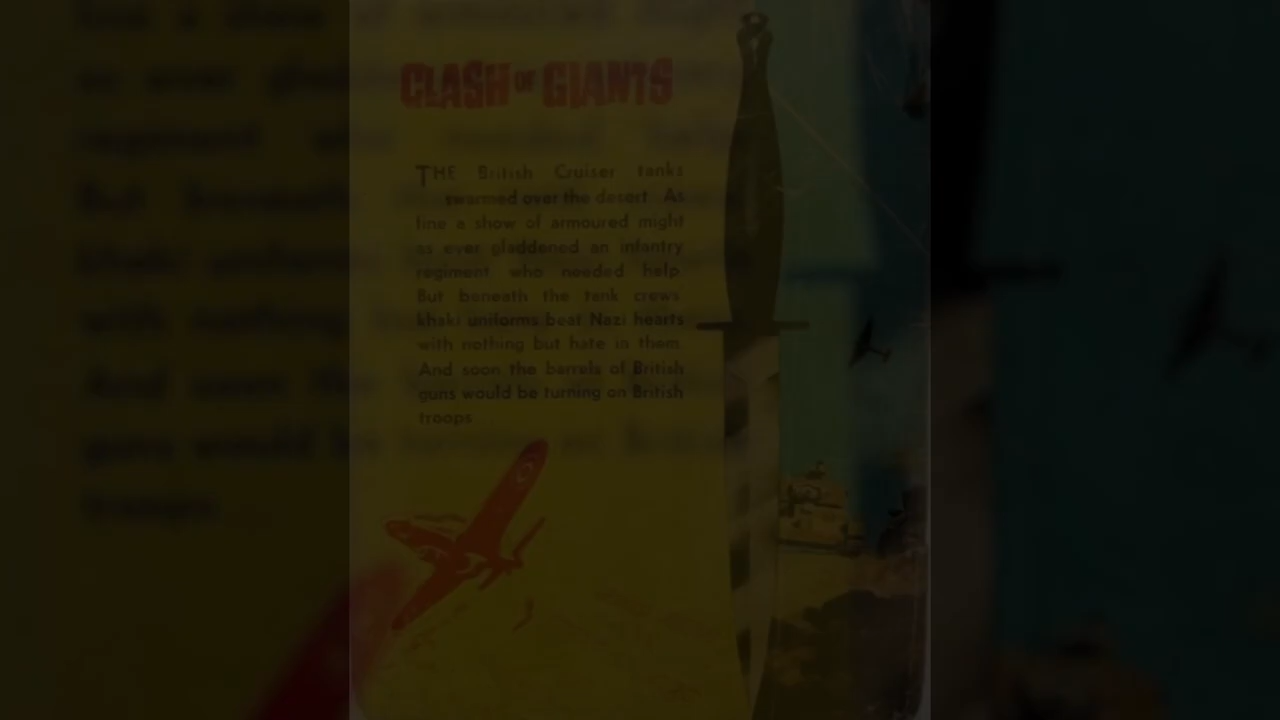 CLASH OF GIANTS
THE British Cruiser tanks
swarmed over the desert. As
fine a show of armoured might
as ever gladdened an infantry
regiment who needed help.
But beneath the tank crews'
khaki uniforms beat Nazi hearts
with nothing but hate in them.
And soon the barrels of British
guns would be turning on British
troops